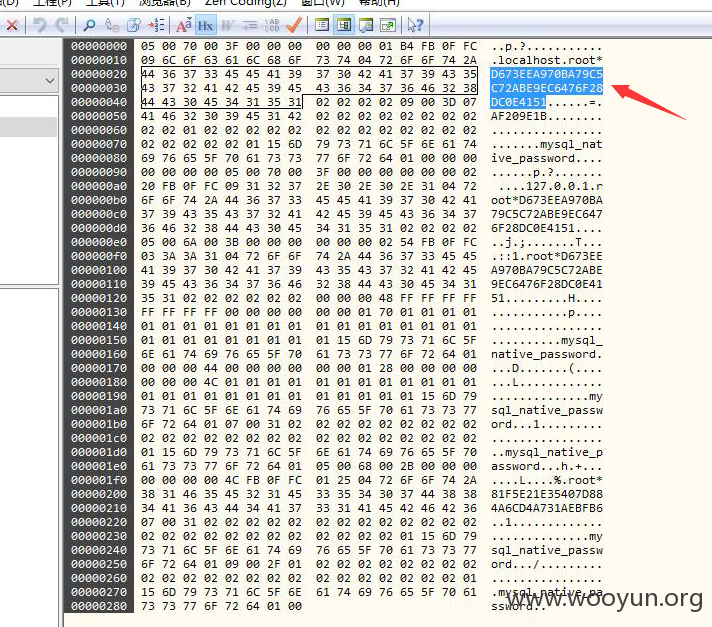 工程(P) 工具(T) 浏览器(B) Zen Coding(Z) 窗口(W) 帮助(H)
00000000 05 00 70 00 3F 00 00 00 00 00 00 01 B4 FB 0F FC ..p.?...........
00000010 09 6C 6F 63 61 6C 68 6F 73 74 04 72 6F 6F 74 2A .localhost.root*
00000020 44 36 37 33 45 45 41 39 37 30 42 41 37 39 43 35 D673EEA970BA79C5
00000030 43 37 32 41 42 45 39 45 43 36 34 37 36 46 32 38 C72ABE9EC6476F28
00000040 44 43 30 45 34 31 35 31 02 02 02 02 09 00 3D 07 DC0E4151......=.
00000050 41 46 32 30 39 45 31 42 02 02 02 02 02 02 02 02 AF209E1B........
00000060 02 02 01 02 02 02 02 02 02 02 02 02 02 02 02 02 ................
00000070 02 02 02 02 02 01 15 6D 79 73 71 6C 5F 6E 61 74 .......mysql_nat
00000080 69 76 65 5F 70 61 73 73 77 6F 72 64 01 00 00 00 ive_password....
00000090 00 00 00 00 05 00 70 00 3F 00 00 00 00 00 00 02 ......p.?.......
000000a0 20 FB 0F FC 09 31 32 37 2E 30 2E 30 2E 31 04 72  ....127.0.0.1.r
000000b0 6F 6F 74 2A 44 36 37 33 45 45 41 39 37 30 42 41 oot*D673EEA970BA
000000c0 37 39 43 35 43 37 32 41 42 45 39 45 43 36 34 37 79C5C72ABE9EC647
000000d0 36 46 32 38 44 43 30 45 34 31 35 31 02 02 02 02 6F28DC0E4151....
000000e0 05 00 6A 00 3B 00 00 00 00 00 00 02 54 FB 0F FC ..j.;.......T...
000000f0 03 3A 3A 31 04 72 6F 6F 74 2A 44 36 37 33 45 45 .::1.root*D673EE
00000100 41 39 37 30 42 41 37 39 43 35 43 37 32 41 42 45 A970BA79C5C72ABE
00000110 39 45 43 36 34 37 36 46 32 38 44 43 30 45 34 31 9EC6476F28DC0E41
00000120 35 31 02 02 02 02 02 02 00 00 00 48 FF FF FF FF 51.........H....
00000130 FF FF FF FF 00 00 00 00 00 01 70 01 01 01 01 01 ..........p.....
00000140 01 01 01 01 01 01 01 01 01 01 01 01 01 01 01 01 ................
00000150 01 01 01 01 01 01 01 01 01 15 6D 79 73 71 6C 5F ..........mysql_
00000160 6E 61 74 69 76 65 5F 70 61 73 73 77 6F 72 64 01 native_password.
00000170 00 00 00 44 00 00 00 00 00 01 28 00 00 00 00 00 ...D......(.....
00000180 00 00 00 4C 01 01 01 01 01 01 01 01 01 01 01 01 ...L............
00000190 01 01 01 01 01 01 01 01 01 01 01 01 01 15 6D 79 ..............my
000001a0 73 71 6C 5F 6E 61 74 69 76 65 5F 70 61 73 73 77 sql_native_passw
000001b0 6F 72 64 01 07 00 31 02 02 02 02 02 02 02 02 02 ord...1.........
000001c0 02 02 02 02 02 02 02 02 02 02 02 02 02 02 02 02 ................
000001d0 01 15 6D 79 73 71 6C 5F 6E 61 74 69 76 65 5F 70 ..mysql_native_p
000001e0 61 73 73 77 6F 72 64 01 05 00 68 00 2B 00 00 00 assword...h.+...
000001f0 00 00 00 00 4C FB 0F FC 01 25 04 72 6F 6F 74 2A ....L....%.root*
00000200 38 31 46 35 45 32 31 45 33 35 34 30 37 44 38 38 81F5E21E35407D88
00000210 34 41 36 43 44 34 41 37 33 31 41 45 42 46 42 36 4A6CD4A731AEBFB6
00000220 07 00 31 02 02 02 02 02 02 02 02 02 02 02 02 02 ..1.............
00000230 02 02 02 02 02 02 02 02 02 02 02 02 01 15 6D 79 ..............my
00000240 73 71 6C 5F 6E 61 74 69 76 65 5F 70 61 73 73 77 sql_native_passw
00000250 6F 72 64 01 09 00 2F 01 02 02 02 02 02 02 02 02 ord.../.........
00000260 02 02 02 02 02 02 02 02 02 02 02 02 02 02 02 02 ................
00000270 15 6D 79 73 71 6C 5F 6E 61 74 69 76 65 5F 70 61 .mysql_native_pa
00000280 73 73 77 6F 72 64 01 00 ssword..
www.wooyun.org